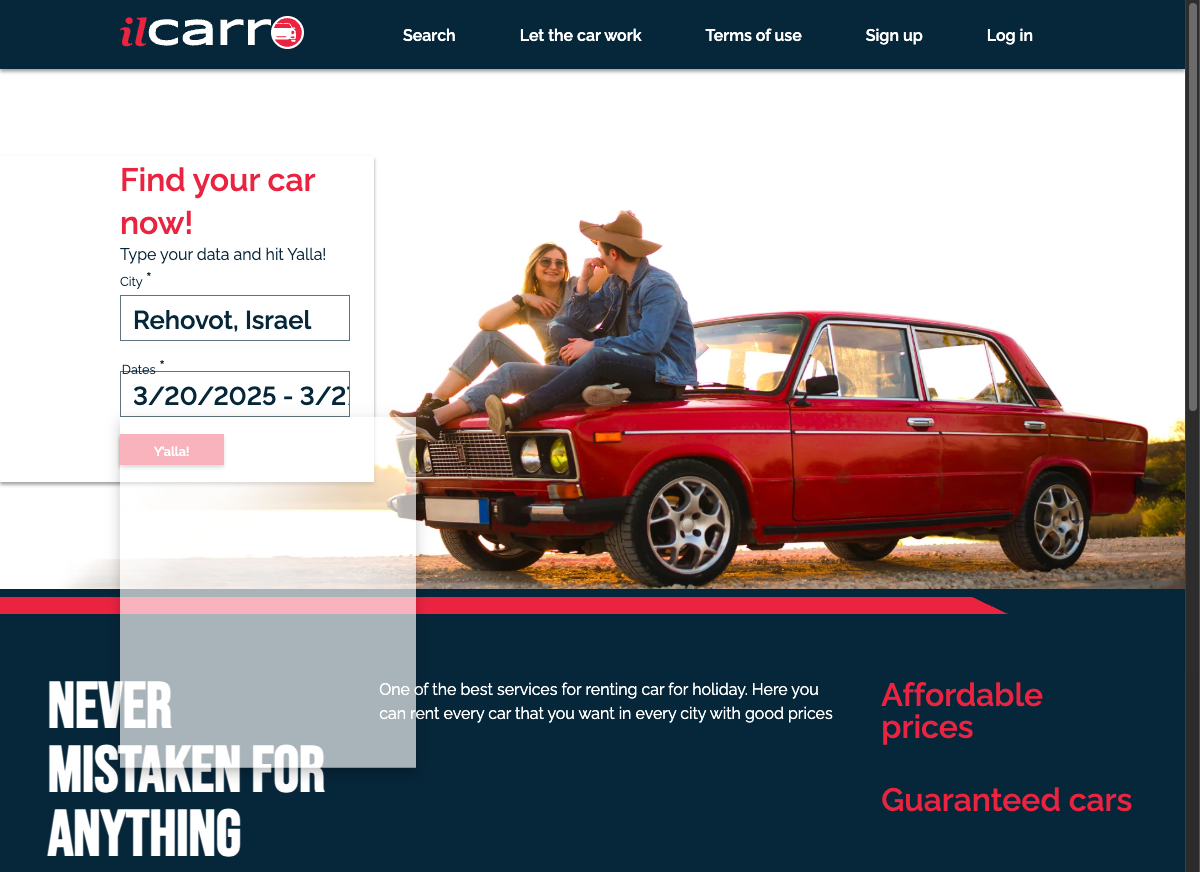 ilcarro
Search
Let the car work
Terms of use
Sign up
Log in
Find your car
now!
Type your data and hit Yalla!
City *
Rehovot, Israel
Dates *
3/20/2025 - 3/27
Y'alla!
NEVER
MISTAKEN FOR
ANYTHING
One of the best services for renting car for holiday. Here you
can rent every car that you want in every city with good prices
Affordable
prices
Guaranteed cars